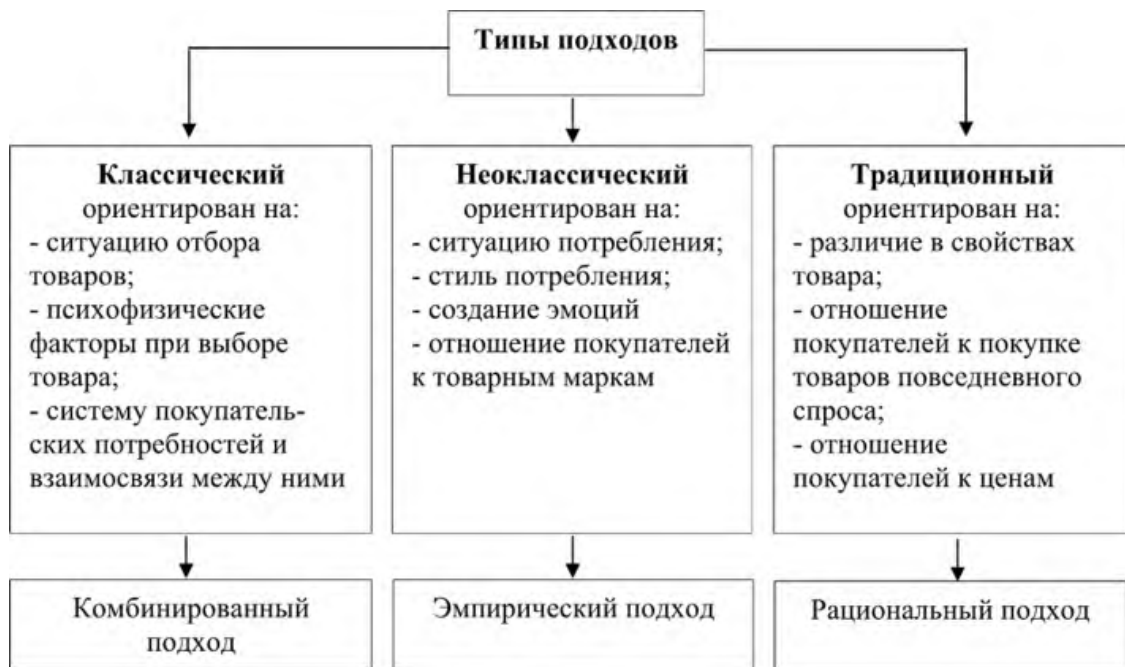 Типы подходов
Классический
ориентирован на:
- ситуацию отбора
товаров;
- психофизические
факторы при выборе
товара;
- систему покупатель-
ских потребностей и
взаимосвязи между ними
Неоклассический
ориентирован на:
- ситуацию потребления;
- стиль потребления;
- создание эмоций
- отношение покупателей
к товарным маркам
Традиционный
ориентирован на:
- различие в свойствах
товара;
- отношение
покупателей к покупке
товаров повседневного
спроса;
- отношение
покупателей к ценам
Комбинированный
подход
Эмпирический подход
Рациональный подход